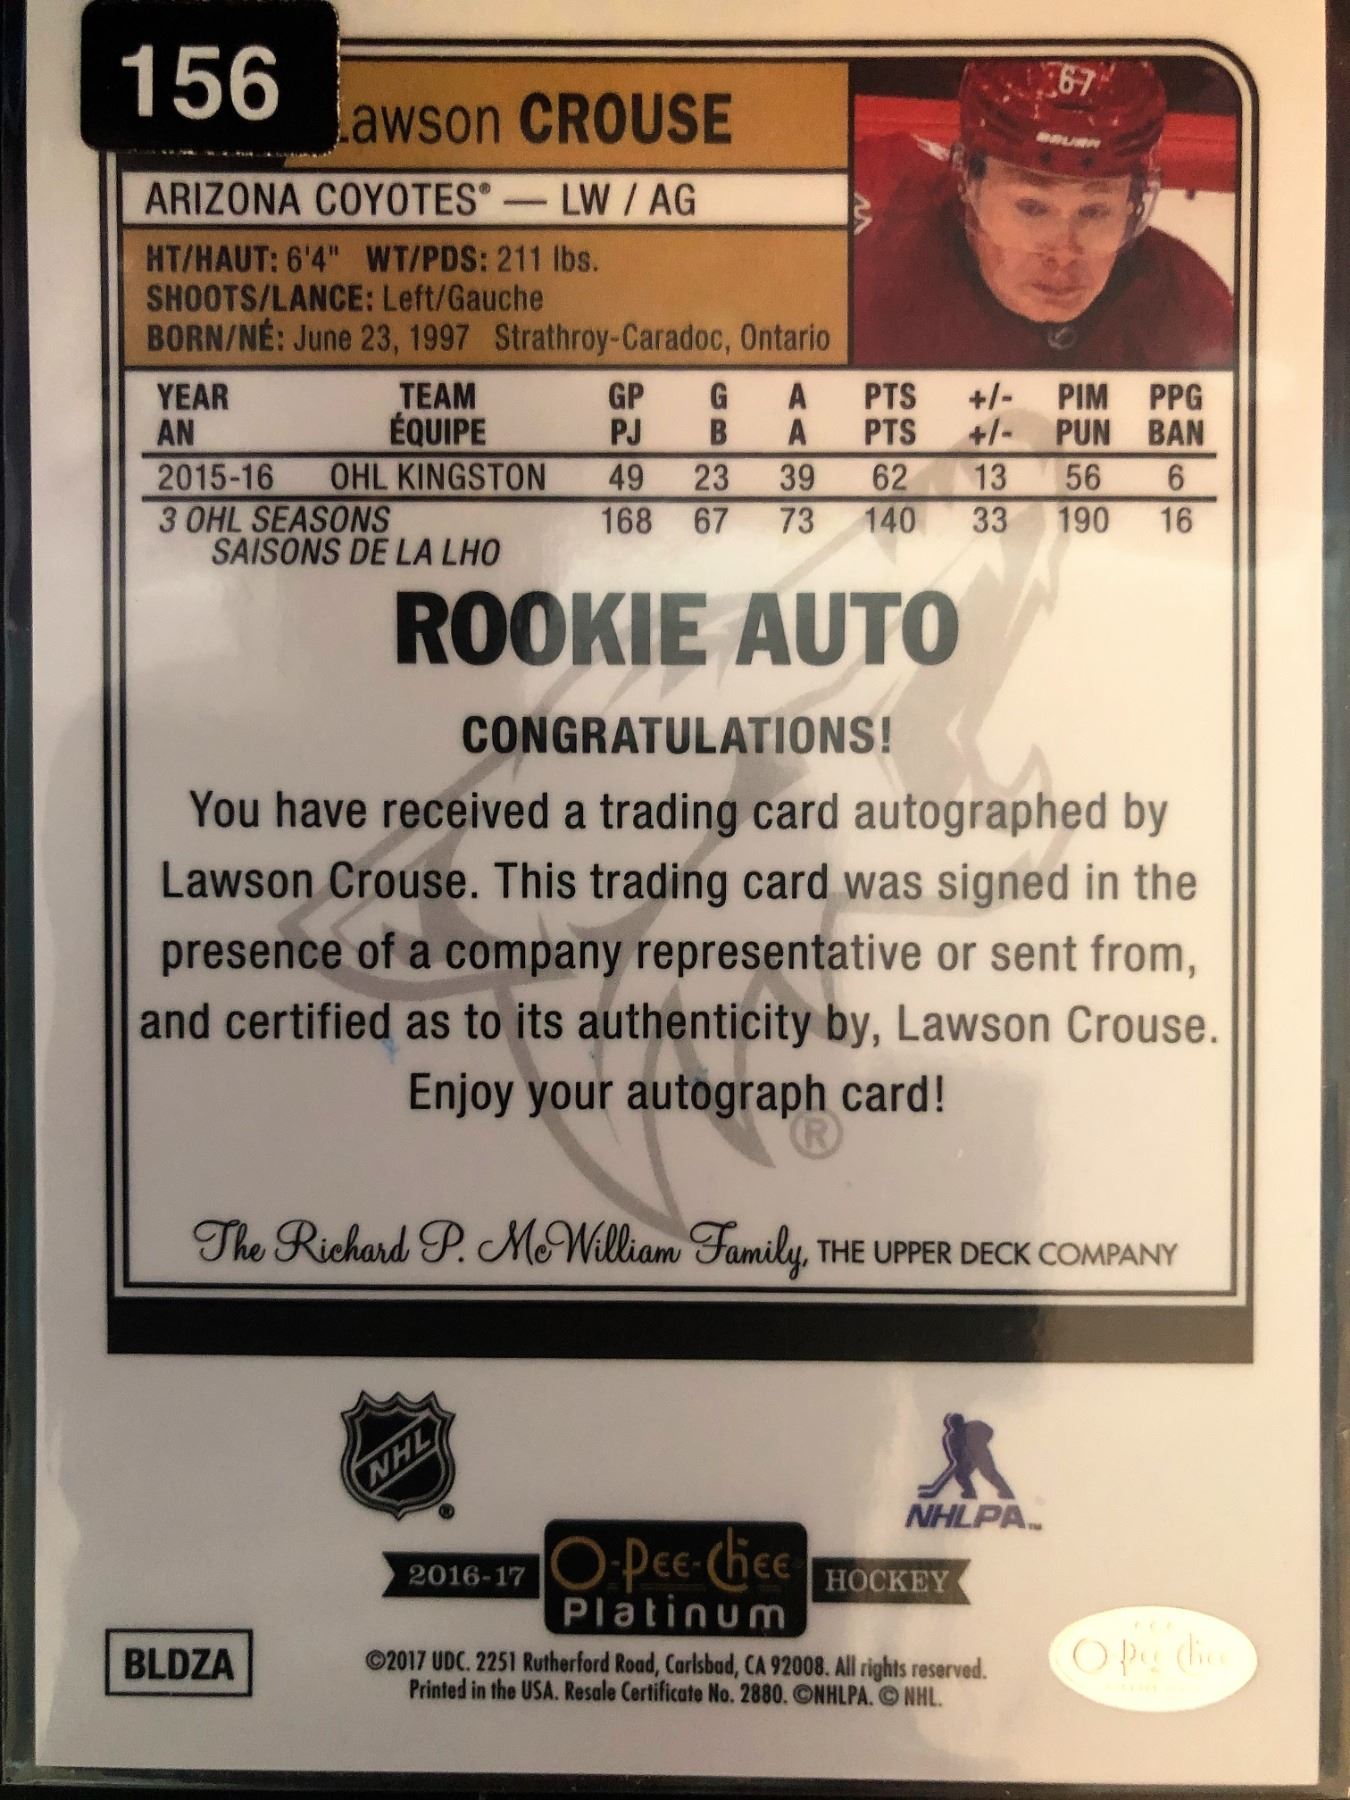 156
Lawson CROUSE
67
BAUER
ARIZONA COYOTES® — LW / AG
HT/HAUT: 6'4" WT/PDS: 211 lbs.
SHOOTS/LANCE: Left/Gauche
BORN/NÉ: June 23, 1997 Strathroy-Caradoc, Ontario
YEAR TEAM GP G A PTS +/- PIM PPG
AN ÉQUIPE PJ B A PTS +/- PUN BAN
2015-16 OHL KINGSTON 49 23 39 62 13 56 6
3 OHL SEASONS 168 67 73 140 33 190 16
SAISONS DE LA LHO
ROOKIE AUTO
CONGRATULATIONS!
You have received a trading card autographed by
Lawson Crouse. This trading card was signed in the
presence of a company representative or sent from,
and certified as to its authenticity by, Lawson Crouse.
Enjoy your autograph card!
®
The Richard P. McWilliam Family, THE UPPER DECK COMPANY
NHL®
NHLPA™
2016-17 O-Pee-Chee HOCKEY
Platinum
BLDZA
©2017 UDC. 2251 Rutherford Road, Carlsbad, CA 92008. All rights reserved.
Printed in the USA. Resale Certificate No. 2880. ©NHLPA. © NHL.
O-Pee-Chee